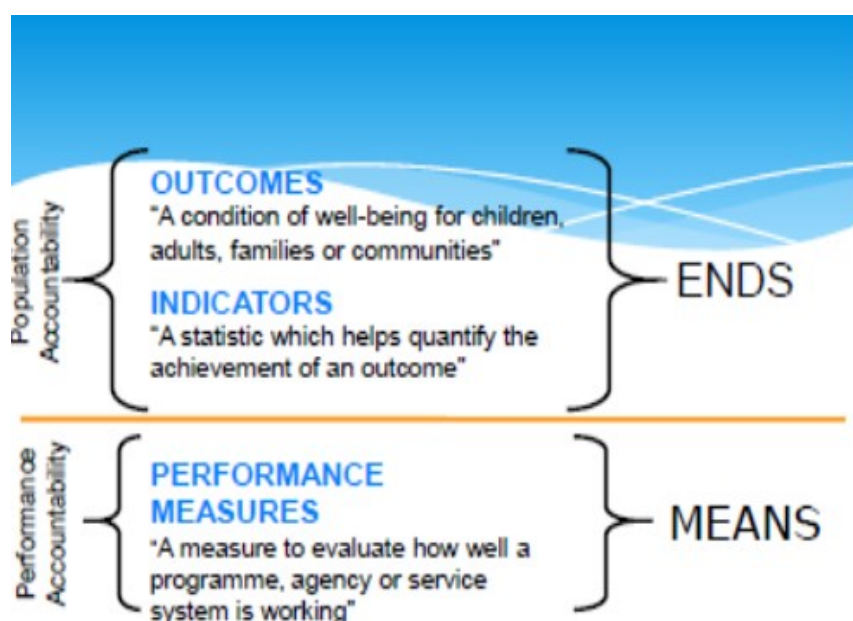 Population
Accountability
OUTCOMES
"A condition of well-being for children,
adults, families or communities"
INDICATORS
"A statistic which helps quantify the
achievement of an outcome"
ENDS
Performance
Accountability
PERFORMANCE
MEASURES
"A measure to evaluate how well a
programme, agency or service
system is working"
MEANS